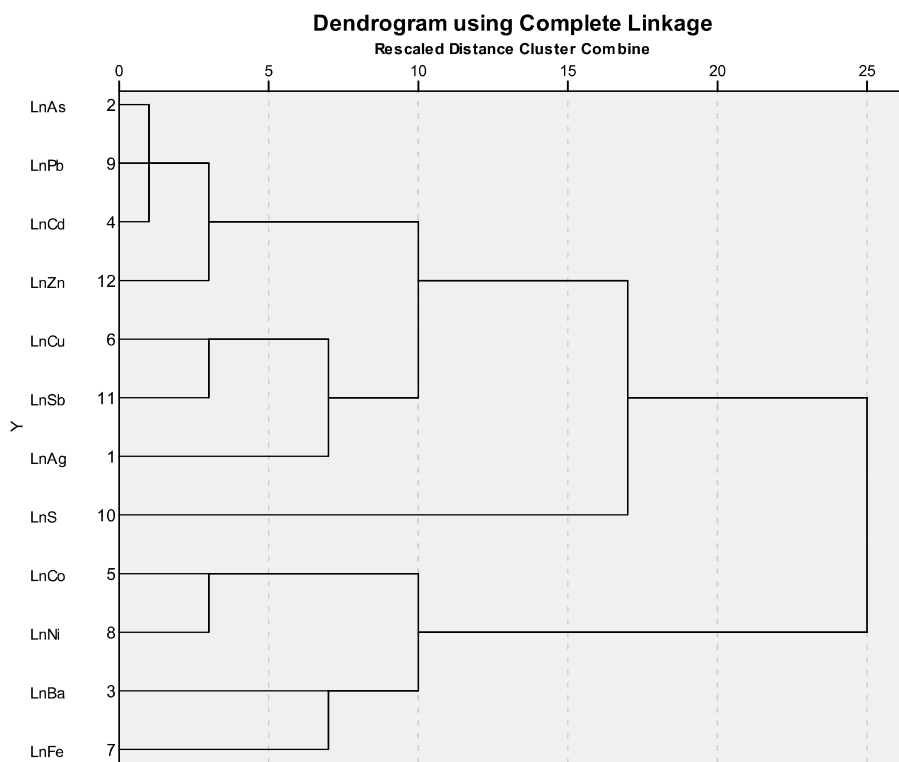 Dendrogram using Complete Linkage
Rescaled Distance Cluster Combine
0 5 10 15 20 25
LnAs 2
LnPb 9
LnCd 4
LnZn 12
LnCu 6
LnSb 11
Y
LnAg 1
LnS 10
LnCo 5
LnNi 8
LnBa 3
LnFe 7